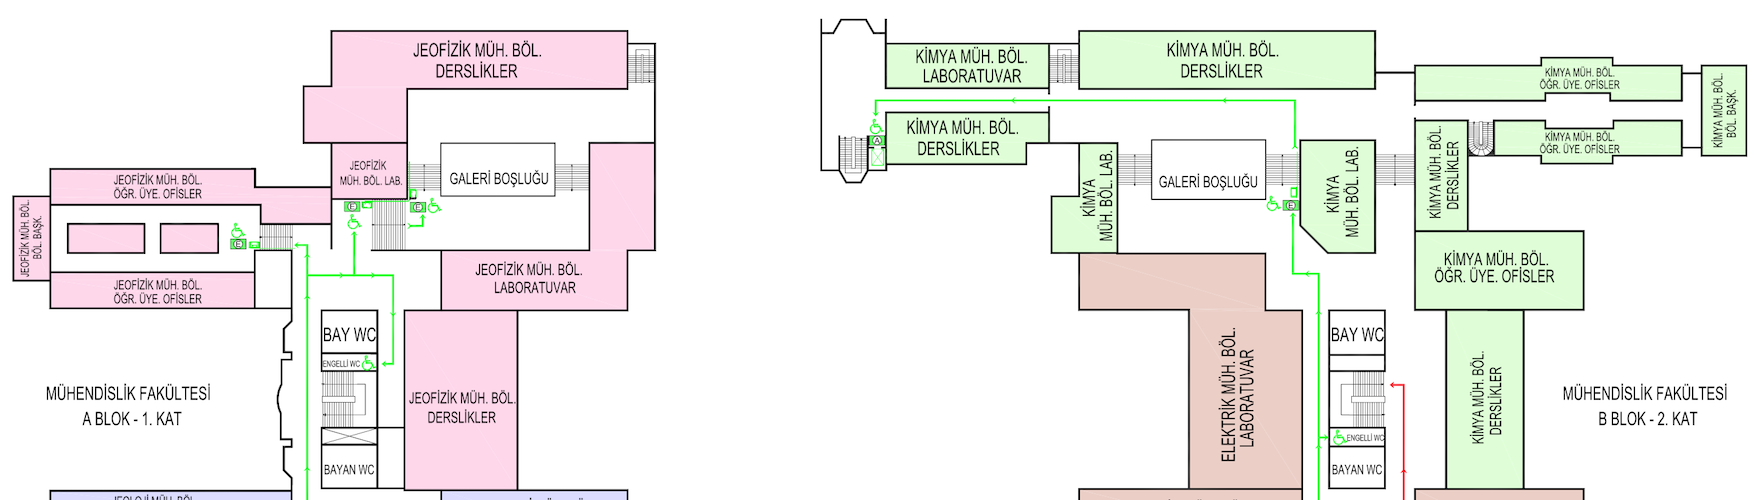 JEOFİZİK MÜH. BÖL.
DERSLİKLER
JEOFİZİK
MÜH. BÖL. LAB.
GALERİ BOŞLUĞU
JEOFİZİK MÜH. BÖL.
ÖĞR. ÜYE. OFİSLER
JEOFİZİK MÜH. BÖL.
BÖL. BAŞK.
E
E
E
JEOFİZİK MÜH. BÖL.
ÖĞR. ÜYE. OFİSLER
JEOFİZİK MÜH. BÖL.
LABORATUVAR
BAY WC
ENGELLİ WC
JEOFİZİK MÜH. BÖL.
DERSLİKLER
BAYAN WC
MÜHENDİSLİK FAKÜLTESİ
A BLOK - 1. KAT
JEOLOJİ MÜH. BÖL.
KİMYA MÜH. BÖL.
LABORATUVAR
KİMYA MÜH. BÖL.
DERSLİKLER
KİMYA MÜH. BÖL.
ÖĞR. ÜYE. OFİSLER
KİMYA MÜH. BÖL.
BÖL. BAŞK.
A
KİMYA MÜH. BÖL.
DERSLİKLER
KİMYA MÜH. BÖL.
ÖĞR. ÜYE. OFİSLER
KİMYA
MÜH. BÖL. LAB.
GALERİ BOŞLUĞU
E
KİMYA
MÜH. BÖL. LAB.
KİMYA MÜH. BÖL.
DERSLİKLER
KİMYA MÜH. BÖL.
ÖĞR. ÜYE. OFİSLER
ELEKTRİK MÜH. BÖL.
LABORATUVAR
BAY WC
ENGELLİ WC
BAYAN WC
KİMYA MÜH. BÖL.
DERSLİKLER
MÜHENDİSLİK FAKÜLTESİ
B BLOK - 2. KAT